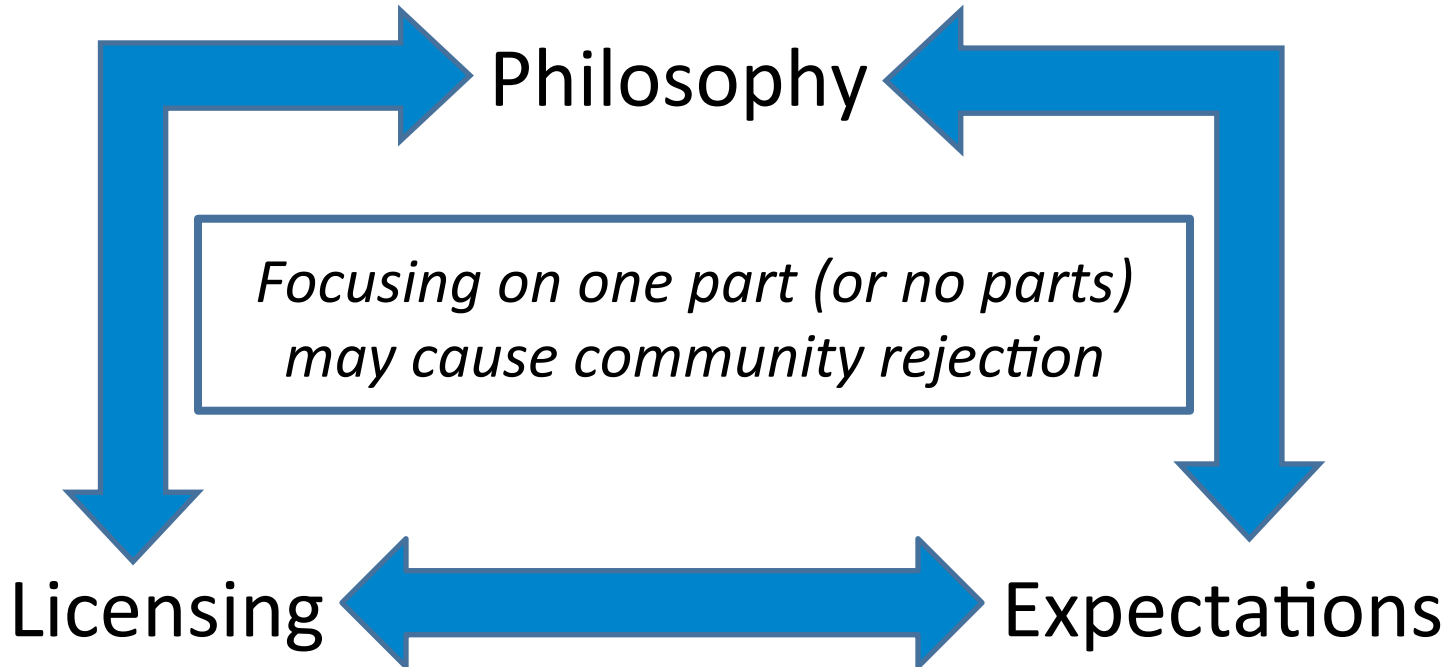 Philosophy
Focusing on one part (or no parts)
may cause community rejection
Licensing
Expectations